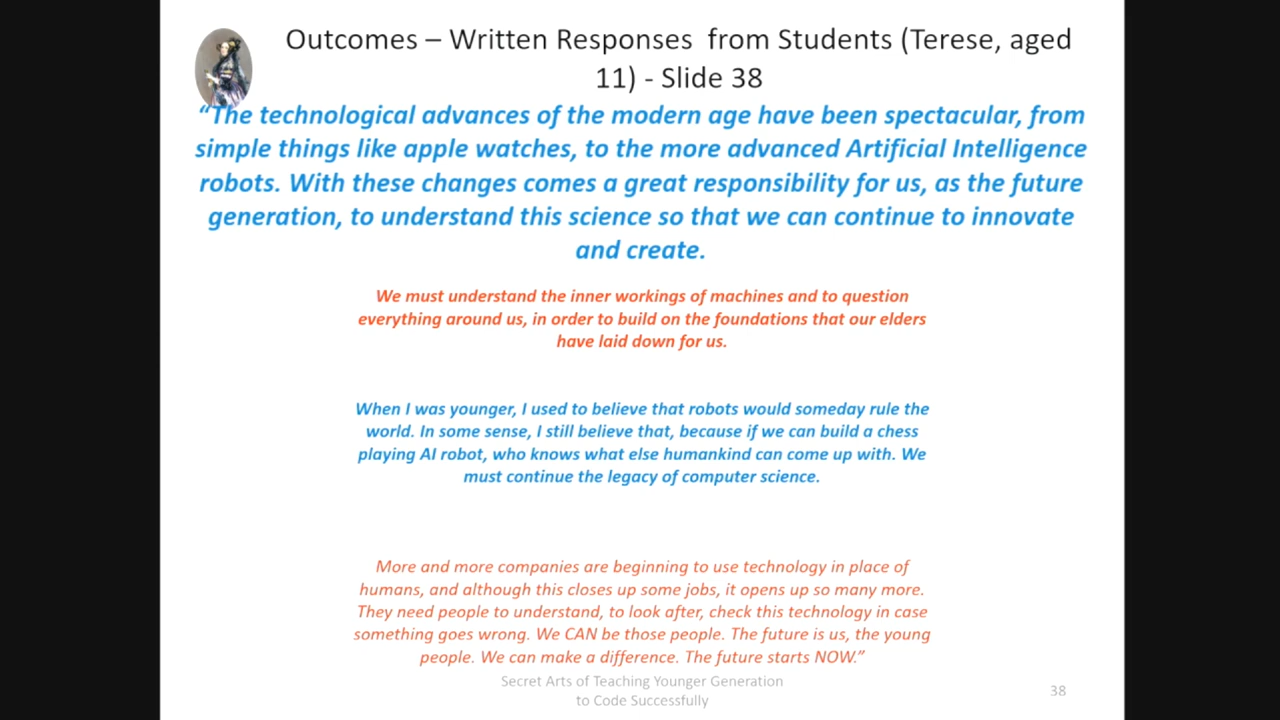 Outcomes – Written Responses  from Students (Terese, aged
11) - Slide 38
“The technological advances of the modern age have been spectacular, from
simple things like apple watches, to the more advanced Artificial Intelligence
robots. With these changes comes a great responsibility for us, as the future
generation, to understand this science so that we can continue to innovate
and create.
We must understand the inner workings of machines and to question
everything around us, in order to build on the foundations that our elders
have laid down for us.
When I was younger, I used to believe that robots would someday rule the
world. In some sense, I still believe that, because if we can build a chess
playing AI robot, who knows what else humankind can come up with. We
must continue the legacy of computer science.
More and more companies are beginning to use technology in place of
humans, and although this closes up some jobs, it opens up so many more.
They need people to understand, to look after, check this technology in case
something goes wrong. We CAN be those people. The future is us, the young
people. We can make a difference. The future starts NOW.”
Secret Arts of Teaching Younger Generation
to Code Successfully
38